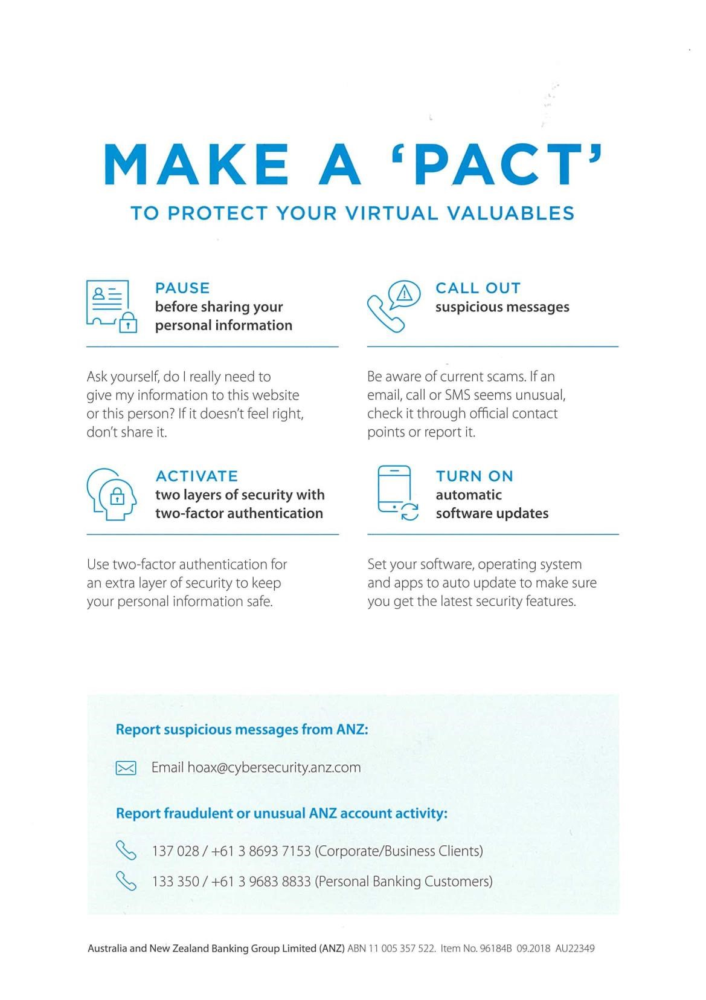 MAKE A ‘PACT’
TO PROTECT YOUR VIRTUAL VALUABLES
PAUSE
before sharing your
personal information
Ask yourself, do I really need to
give my information to this website
or this person? If it doesn't feel right,
don't share it.
CALL OUT
suspicious messages
Be aware of current scams. If an
email, call or SMS seems unusual,
check it through official contact
points or report it.
ACTIVATE
two layers of security with
two-factor authentication
Use two-factor authentication for
an extra layer of security to keep
your personal information safe.
TURN ON
automatic
software updates
Set your software, operating system
and apps to auto update to make sure
you get the latest security features.
Report suspicious messages from ANZ:
Email hoax@cybersecurity.anz.com
Report fraudulent or unusual ANZ account activity:
137 028 / +61 3 8693 7153 (Corporate/Business Clients)
133 350 / +61 3 9683 8833 (Personal Banking Customers)
Australia and New Zealand Banking Group Limited (ANZ) ABN 11 005 357 522. Item No. 96184B 09.2018 AU22349